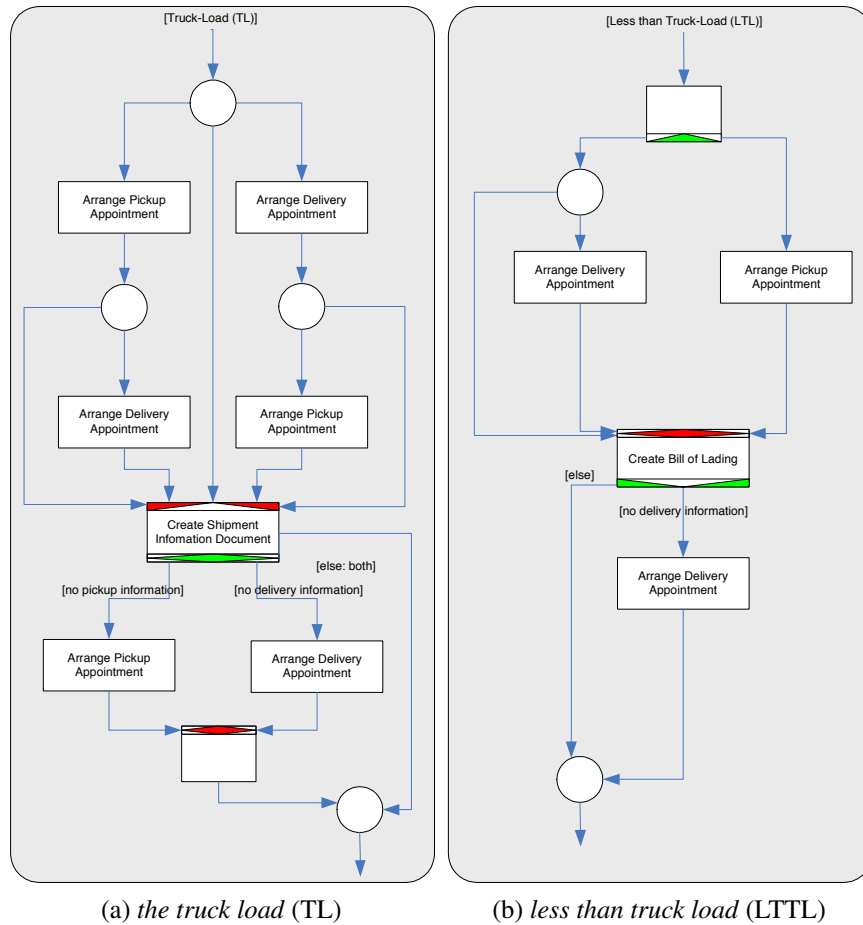 [Truck-Load (TL)]
Arrange Pickup
Appointment
Arrange Delivery
Appointment
Arrange Delivery
Appointment
Arrange Pickup
Appointment
Create Shipment
Infomation Document
[else: both]
[no pickup information]
[no delivery information]
Arrange Pickup
Appointment
Arrange Delivery
Appointment
(a) the truck load (TL)
[Less than Truck-Load (LTL)]
Arrange Delivery
Appointment
Arrange Pickup
Appointment
Create Bill of Lading
[else]
[no delivery information]
Arrange Delivery
Appointment
(b) less than truck load (LTTL)